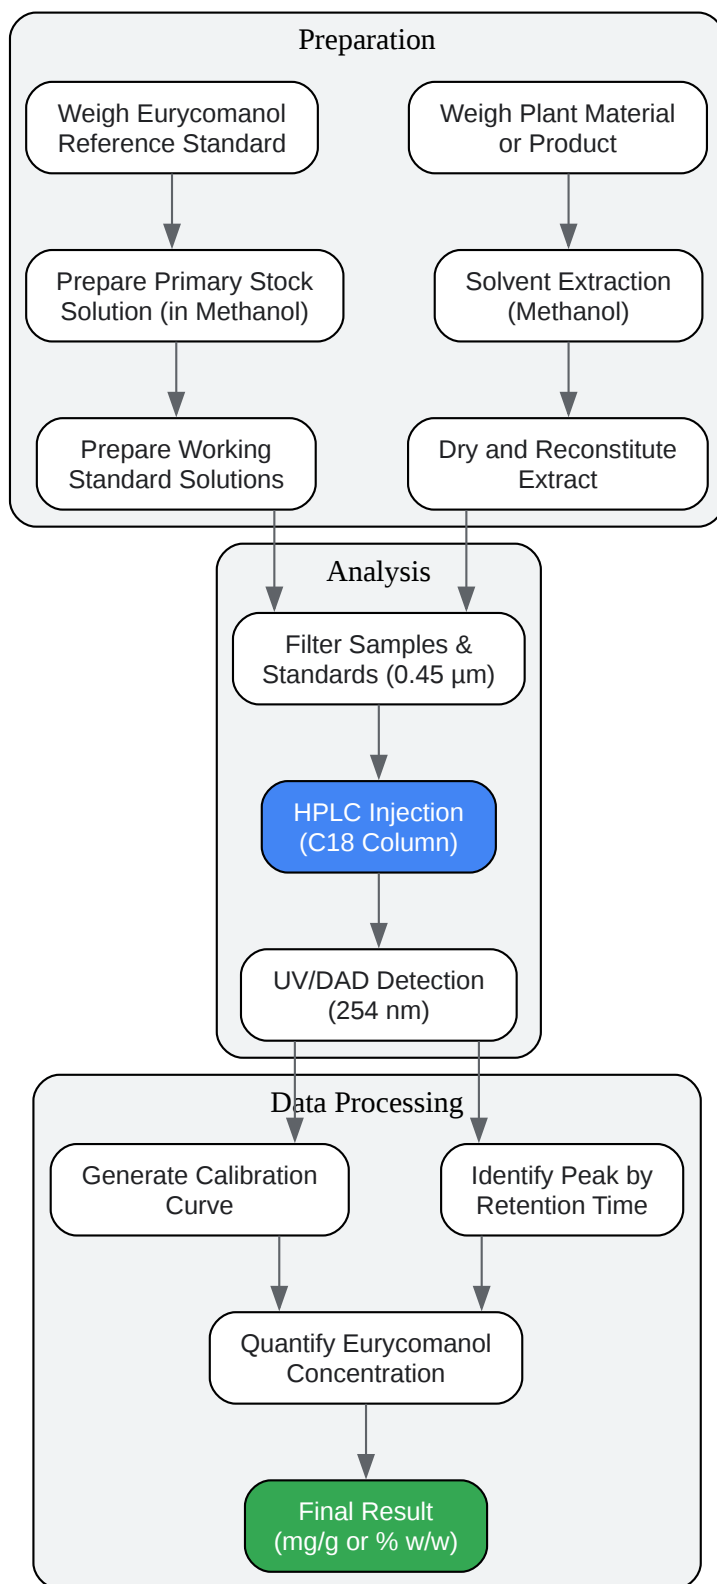 Preparation
Weigh Eurycomanol
Reference Standard
Weigh Plant Material
or Product
Prepare Primary Stock
Solution (in Methanol)
Solvent Extraction
(Methanol)
Prepare Working
Standard Solutions
Dry and Reconstitute
Extract
Analysis
Filter Samples &
Standards (0.45 µm)
HPLC Injection
(C18 Column)
UV/DAD Detection
(254 nm)
Data Processing
Generate Calibration
Curve
Identify Peak by
Retention Time
Quantify Eurycomanol
Concentration
Final Result
(mg/g or % w/w)